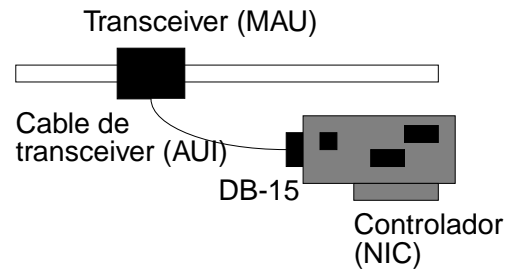 Transceiver (MAU)
Cable de
transceiver (AUI)
DB-15
Controlador
(NIC)